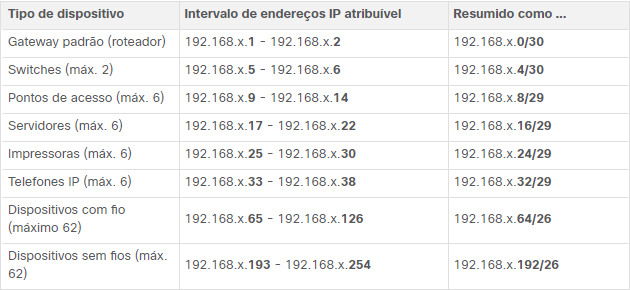 Tipo de dispositivo Intervalo de endereços IP atribuível Resumido como ...
Gateway padrão (roteador) 192.168.x.1 - 192.168.x.2 192.168.x.0/30
Switches (máx. 2) 192.168.x.5 - 192.168.x.6 192.168.x.4/30
Pontos de acesso (máx. 6) 192.168.x.9 - 192.168.x.14 192.168.x.8/29
Servidores (máx. 6) 192.168.x.17 - 192.168.x.22 192.168.x.16/29
Impressoras (máx. 6) 192.168.x.25 - 192.168.x.30 192.168.x.24/29
Telefones IP (máx. 6) 192.168.x.33 - 192.168.x.38 192.168.x.32/29
Dispositivos com fio
(máximo 62) 192.168.x.65 - 192.168.x.126 192.168.x.64/26
Dispositivos sem fios (máx.
62) 192.168.x.193 - 192.168.x.254 192.168.x.192/26